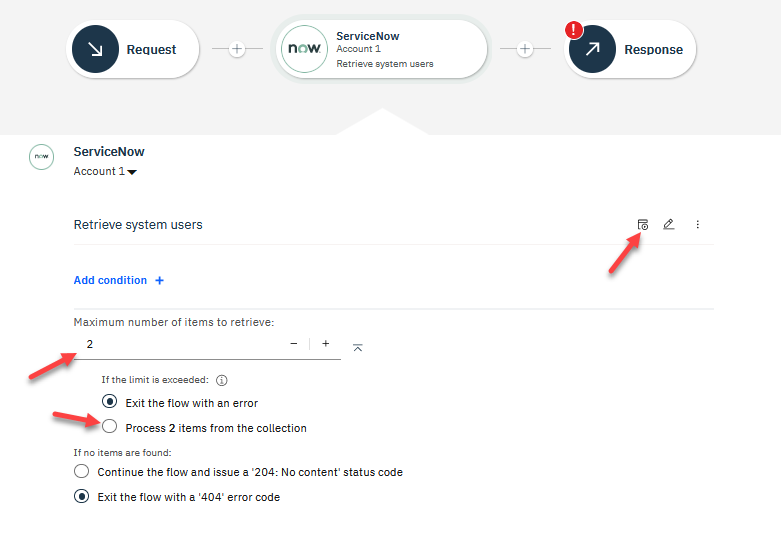 Request
now
ServiceNow
Account 1
Retrieve system users
!
Response
now
ServiceNow
Account 1
Retrieve system users
Add condition +
Maximum number of items to retrieve:
2 − +
If the limit is exceeded:
Exit the flow with an error
Process 2 items from the collection
If no items are found:
Continue the flow and issue a '204: No content' status code
Exit the flow with a '404' error code